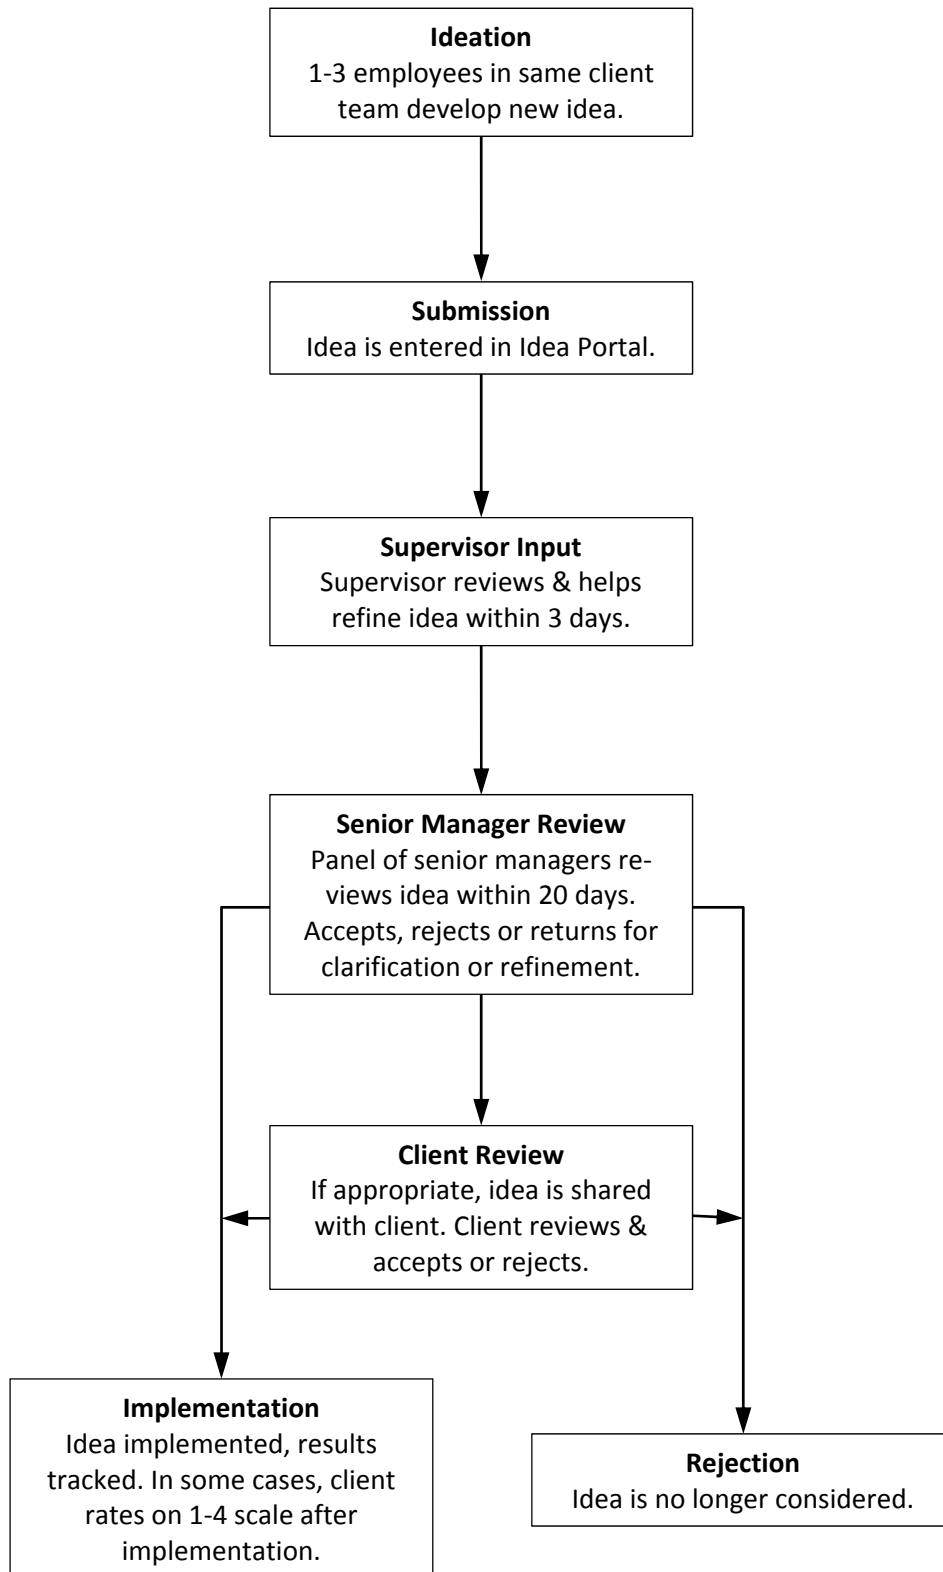 Ideation
1-3 employees in same client
team develop new idea.
Submission
Idea is entered in Idea Portal.
Supervisor Input
Supervisor reviews & helps
refine idea within 3 days.
Senior Manager Review
Panel of senior managers re-
views idea within 20 days.
Accepts, rejects or returns for
clarification or refinement.
Client Review
If appropriate, idea is shared
with client. Client reviews &
accepts or rejects.
Implementation
Idea implemented, results
tracked. In some cases, client
rates on 1-4 scale after
implementation.
Rejection
Idea is no longer considered.